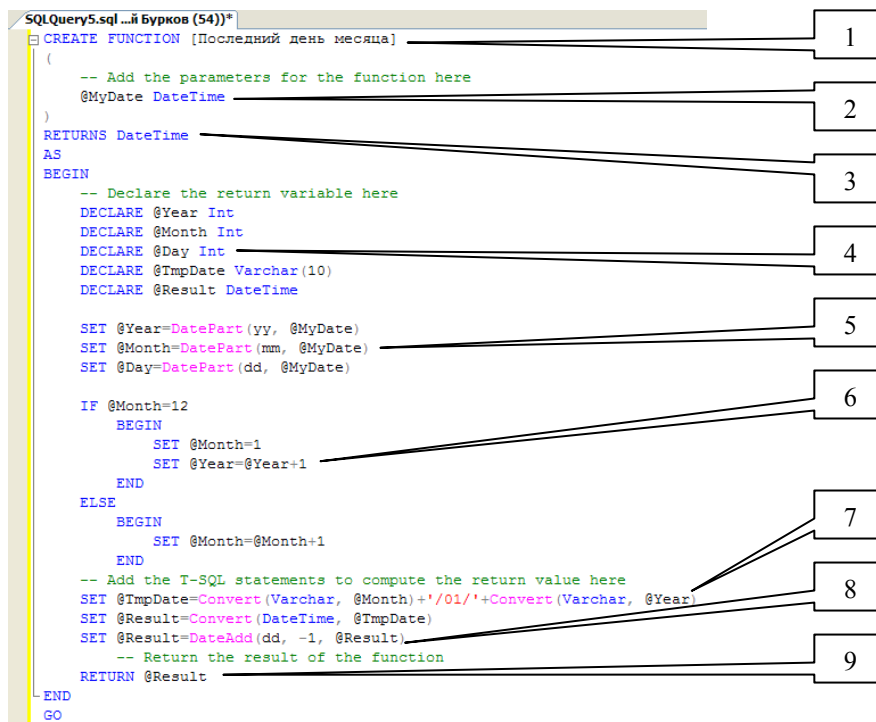 SQLQuery5.sql ...й Бурков (54))*
CREATE FUNCTION [Последний день месяца]
(
-- Add the parameters for the function here
@MyDate DateTime
)
RETURNS DateTime
AS
BEGIN
-- Declare the return variable here
DECLARE @Year Int
DECLARE @Month Int
DECLARE @Day Int
DECLARE @TmpDate Varchar(10)
DECLARE @Result DateTime
SET @Year=DatePart(yy, @MyDate)
SET @Month=DatePart(mm, @MyDate)
SET @Day=DatePart(dd, @MyDate)
IF @Month=12
BEGIN
SET @Month=1
SET @Year=@Year+1
END
ELSE
BEGIN
SET @Month=@Month+1
END
-- Add the T-SQL statements to compute the return value here
SET @TmpDate=Convert(Varchar, @Month)+'/01/'+Convert(Varchar, @Year)
SET @Result=Convert(DateTime, @TmpDate)
SET @Result=DateAdd(dd, -1, @Result)
-- Return the result of the function
RETURN @Result
END
GO
1
2
3
4
5
6
7
8
9